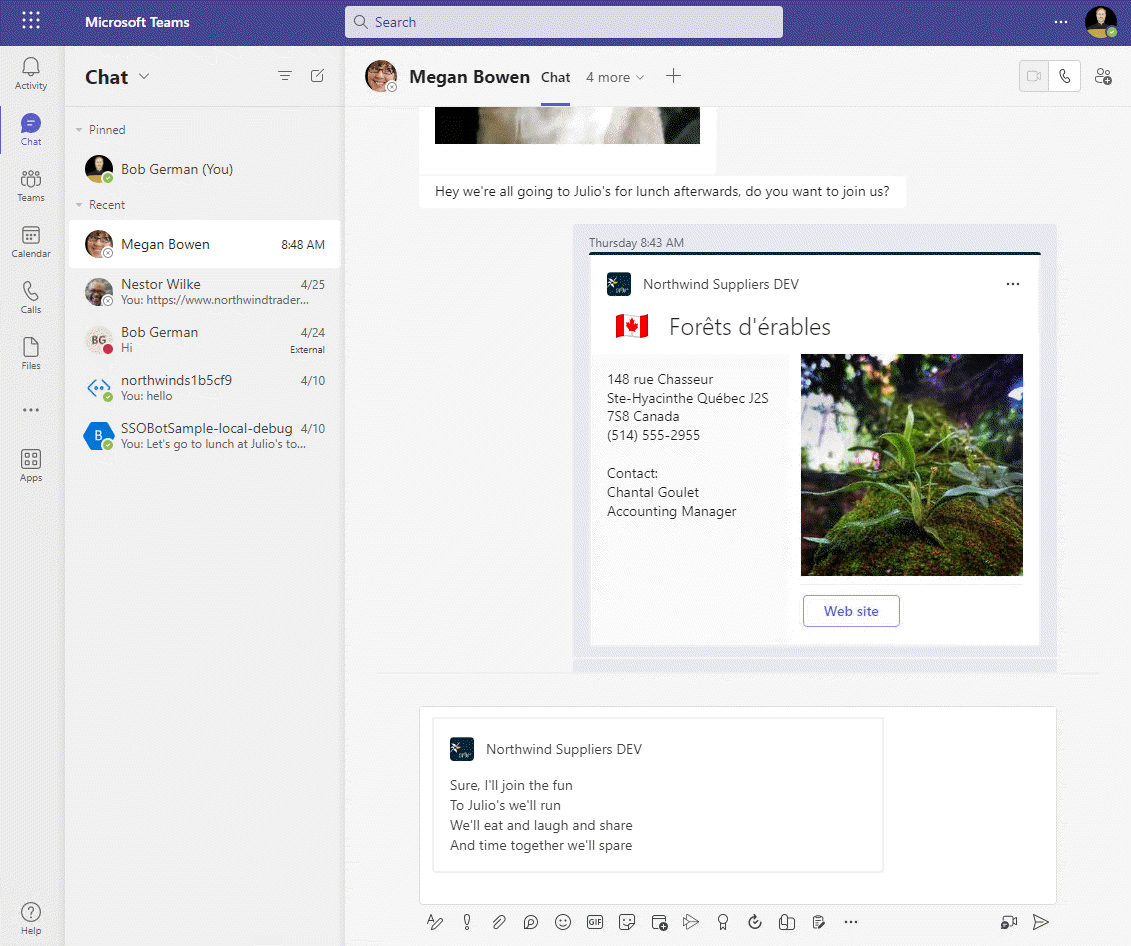 Microsoft Teams
Search
Activity
Chat
Teams
Calendar
Calls
Files
Apps
Help
Chat
Pinned
Bob German (You)
Recent
Megan Bowen 8:48 AM
Nestor Wilke 4/25
You: https://www.northwindtrader...
BG
Bob German 4/24
Hi External
northwinds1b5cf9 4/10
You: hello
B
SSOBotSample-local-debug 4/10
You: Let's go to lunch at Julio's to...
Megan Bowen Chat 4 more
Hey we're all going to Julio's for lunch afterwards, do you want to join us?
Thursday 8:43 AM
Northwind Suppliers DEV
Forêts d'érables
148 rue Chasseur
Ste-Hyacinthe Québec J2S
7S8 Canada
(514) 555-2955
Contact:
Chantal Goulet
Accounting Manager
Web site
Northwind Suppliers DEV
Sure, I'll join the fun
To Julio's we'll run
We'll eat and laugh and share
And time together we'll spare
GIF